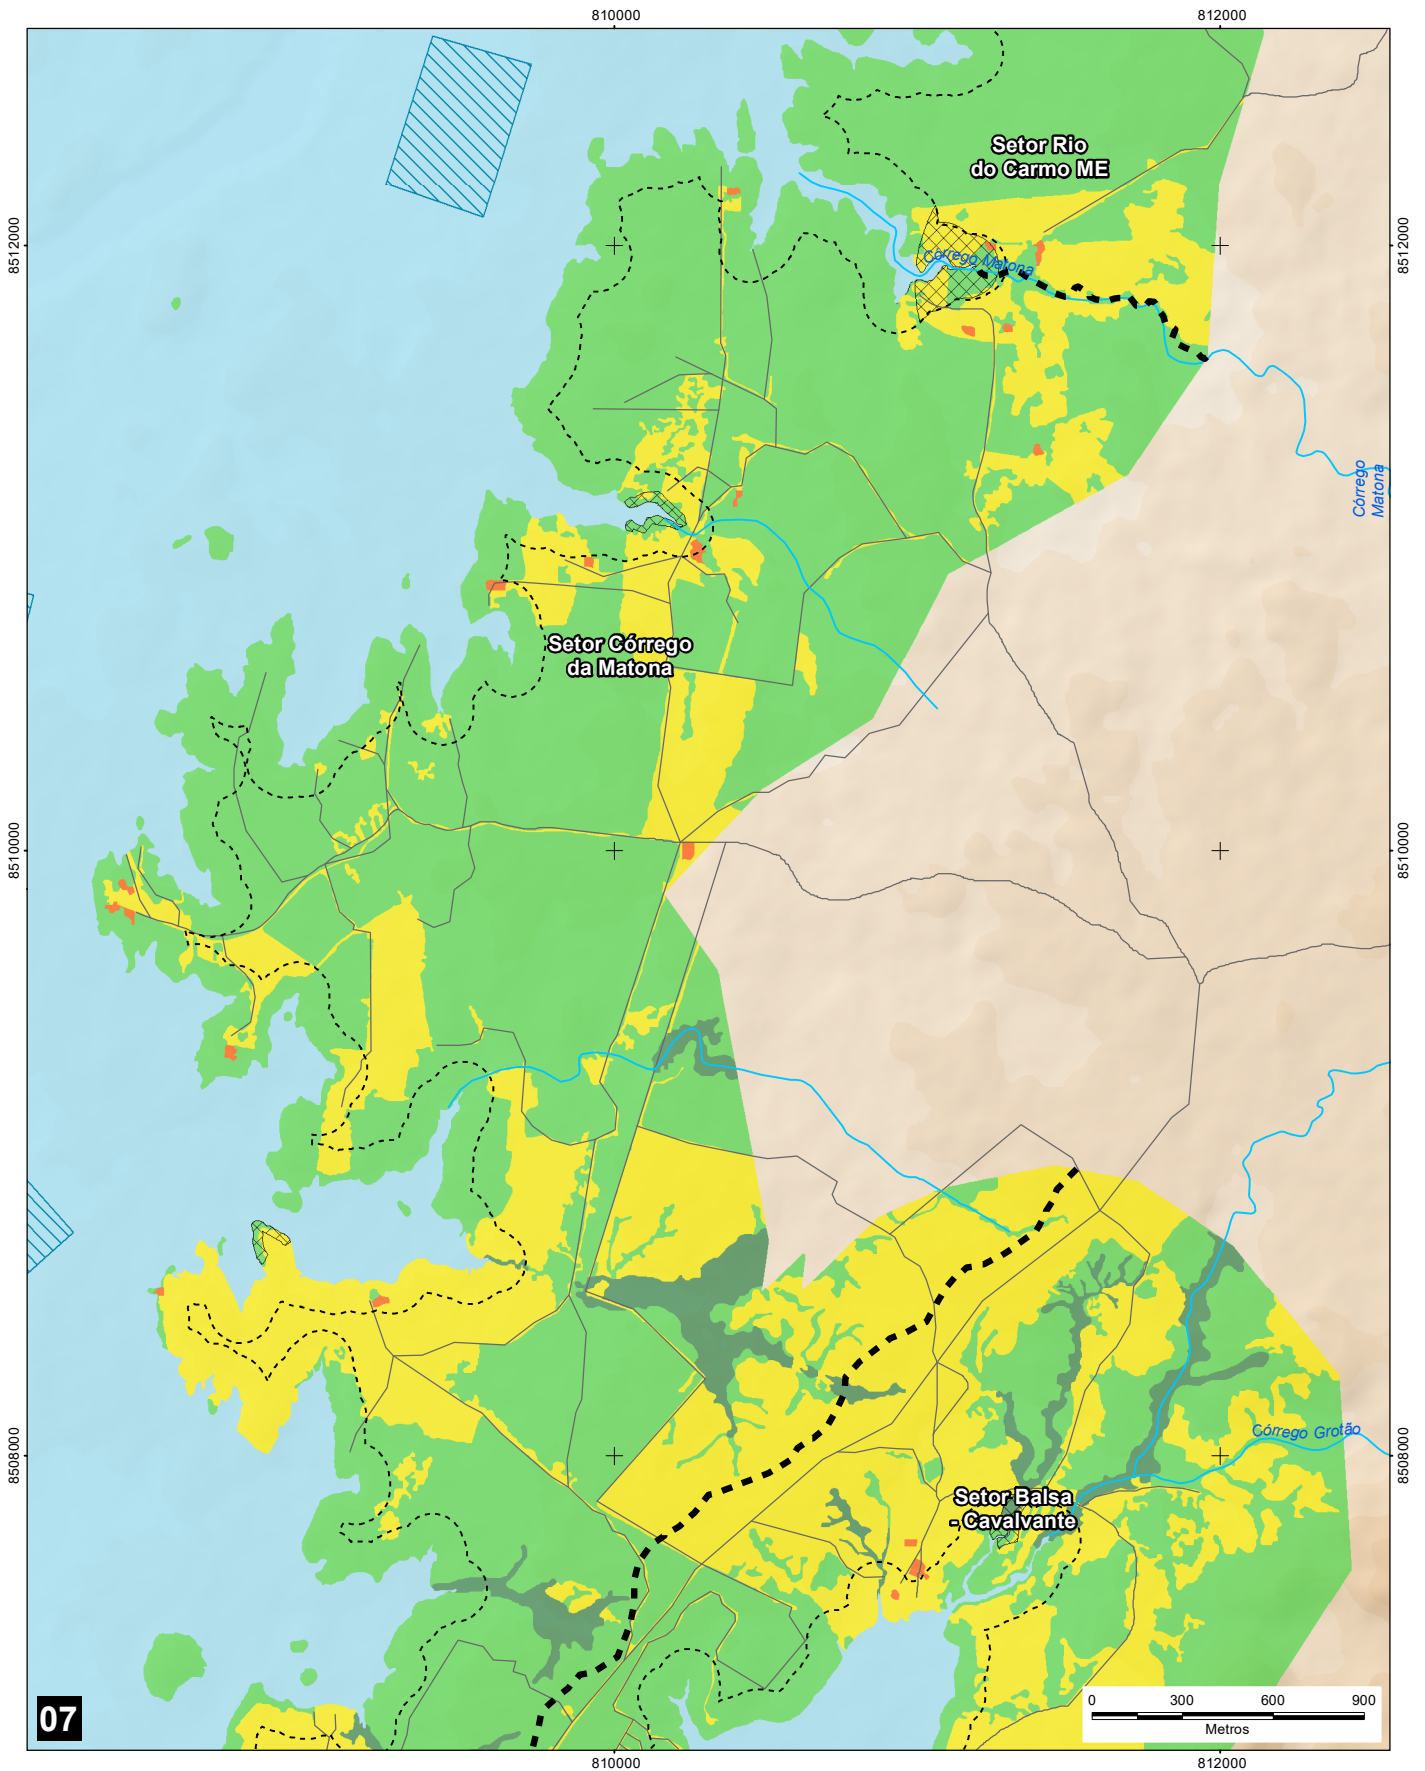 810000
812000
Setor Rio
do Carmo ME
8512000
8512000
Córrego Matona
Córrego
Matona
Setor Córrego
da Matona
8510000
8510000
Córrego Grotão
8508000
8508000
Setor Balsa
- Cavalvante
07
0
300
600
900
Metros
810000
812000